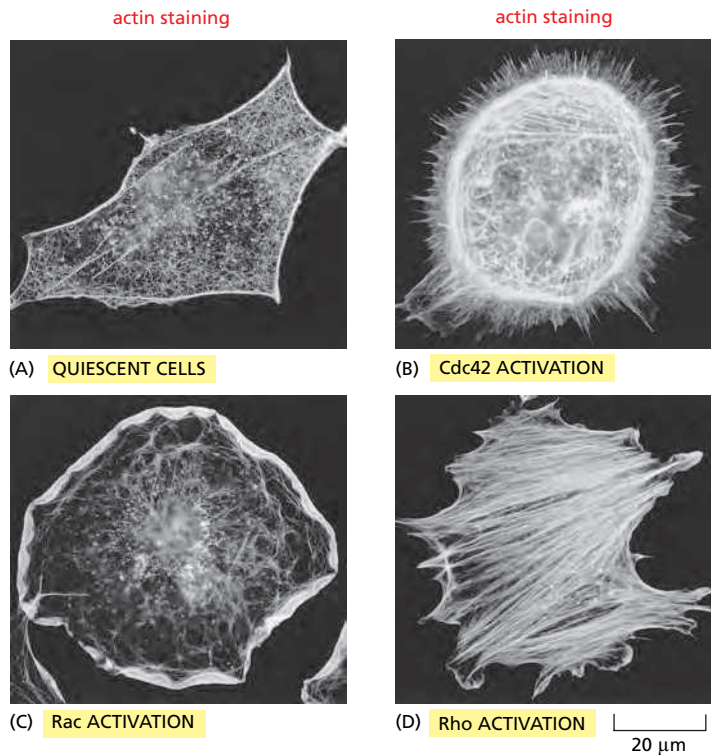 actin staining
actin staining
(A) QUIESCENT CELLS
(B) Cdc42 ACTIVATION
(C) Rac ACTIVATION
(D) Rho ACTIVATION
20 μm